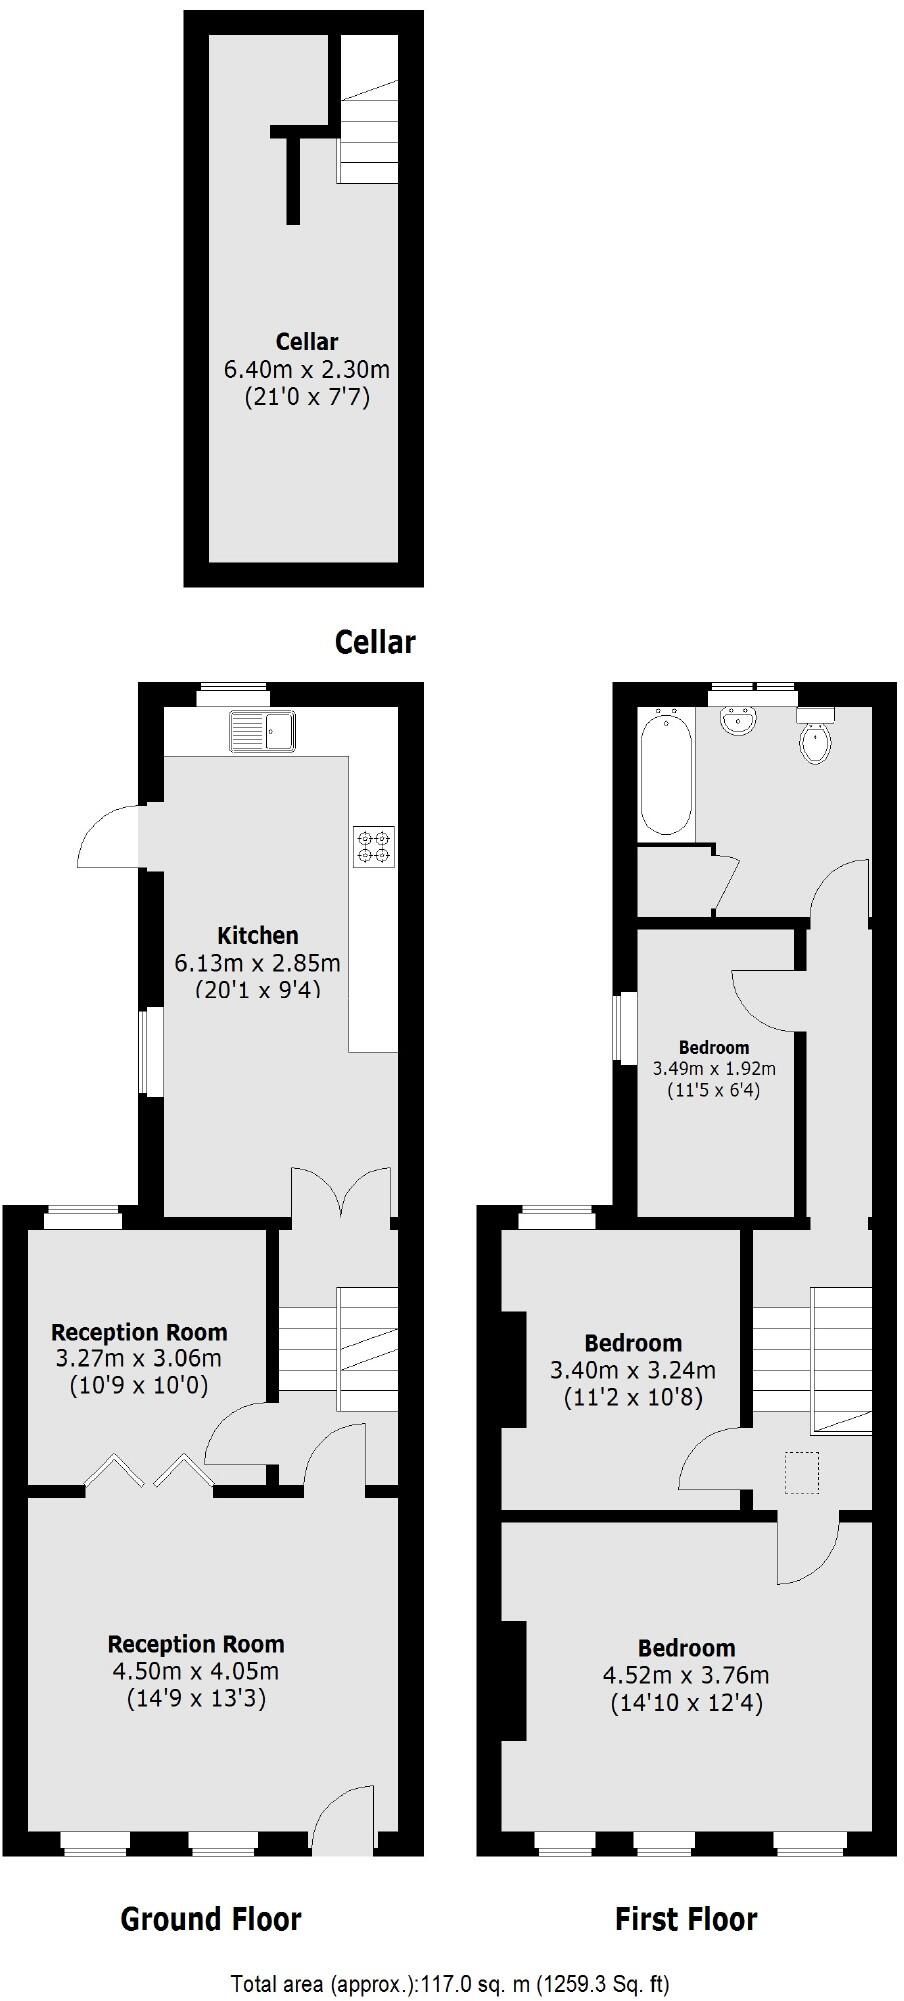 Cellar
6.40m x 2.30m
(21'0 x 7'7)
Cellar
Kitchen
6.13m x 2.85m
(20'1 x 9'4)
Bedroom
3.49m x 1.92m
(11'5 x 6'4)
Reception Room
3.27m x 3.06m
(10'9 x 10'0)
Bedroom
3.40m x 3.24m
(11'2 x 10'8)
Reception Room
4.50m x 4.05m
(14'9 x 13'3)
Bedroom
4.52m x 3.76m
(14'10 x 12'4)
Ground Floor
First Floor
Total area (approx.):117.0 sq. m (1259.3 Sq. ft)